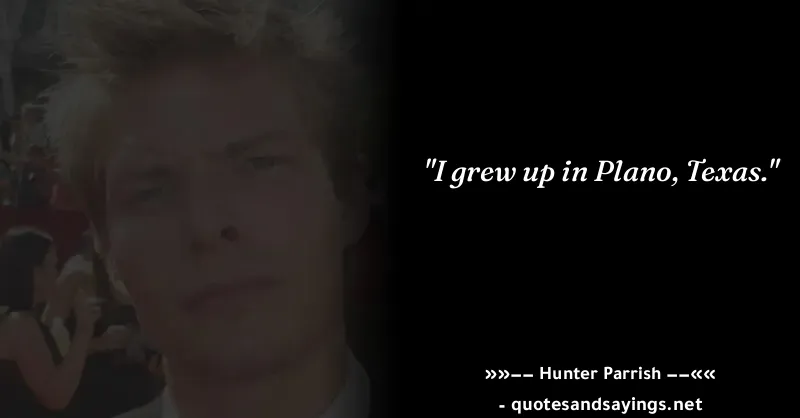 "I grew up in Plano, Texas."
»»−− Hunter Parrish −−««
- quotesandsayings.net